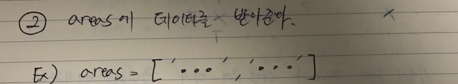 ② areas에 데이터를 받아준다.
Ex) areas = ['...', '...']